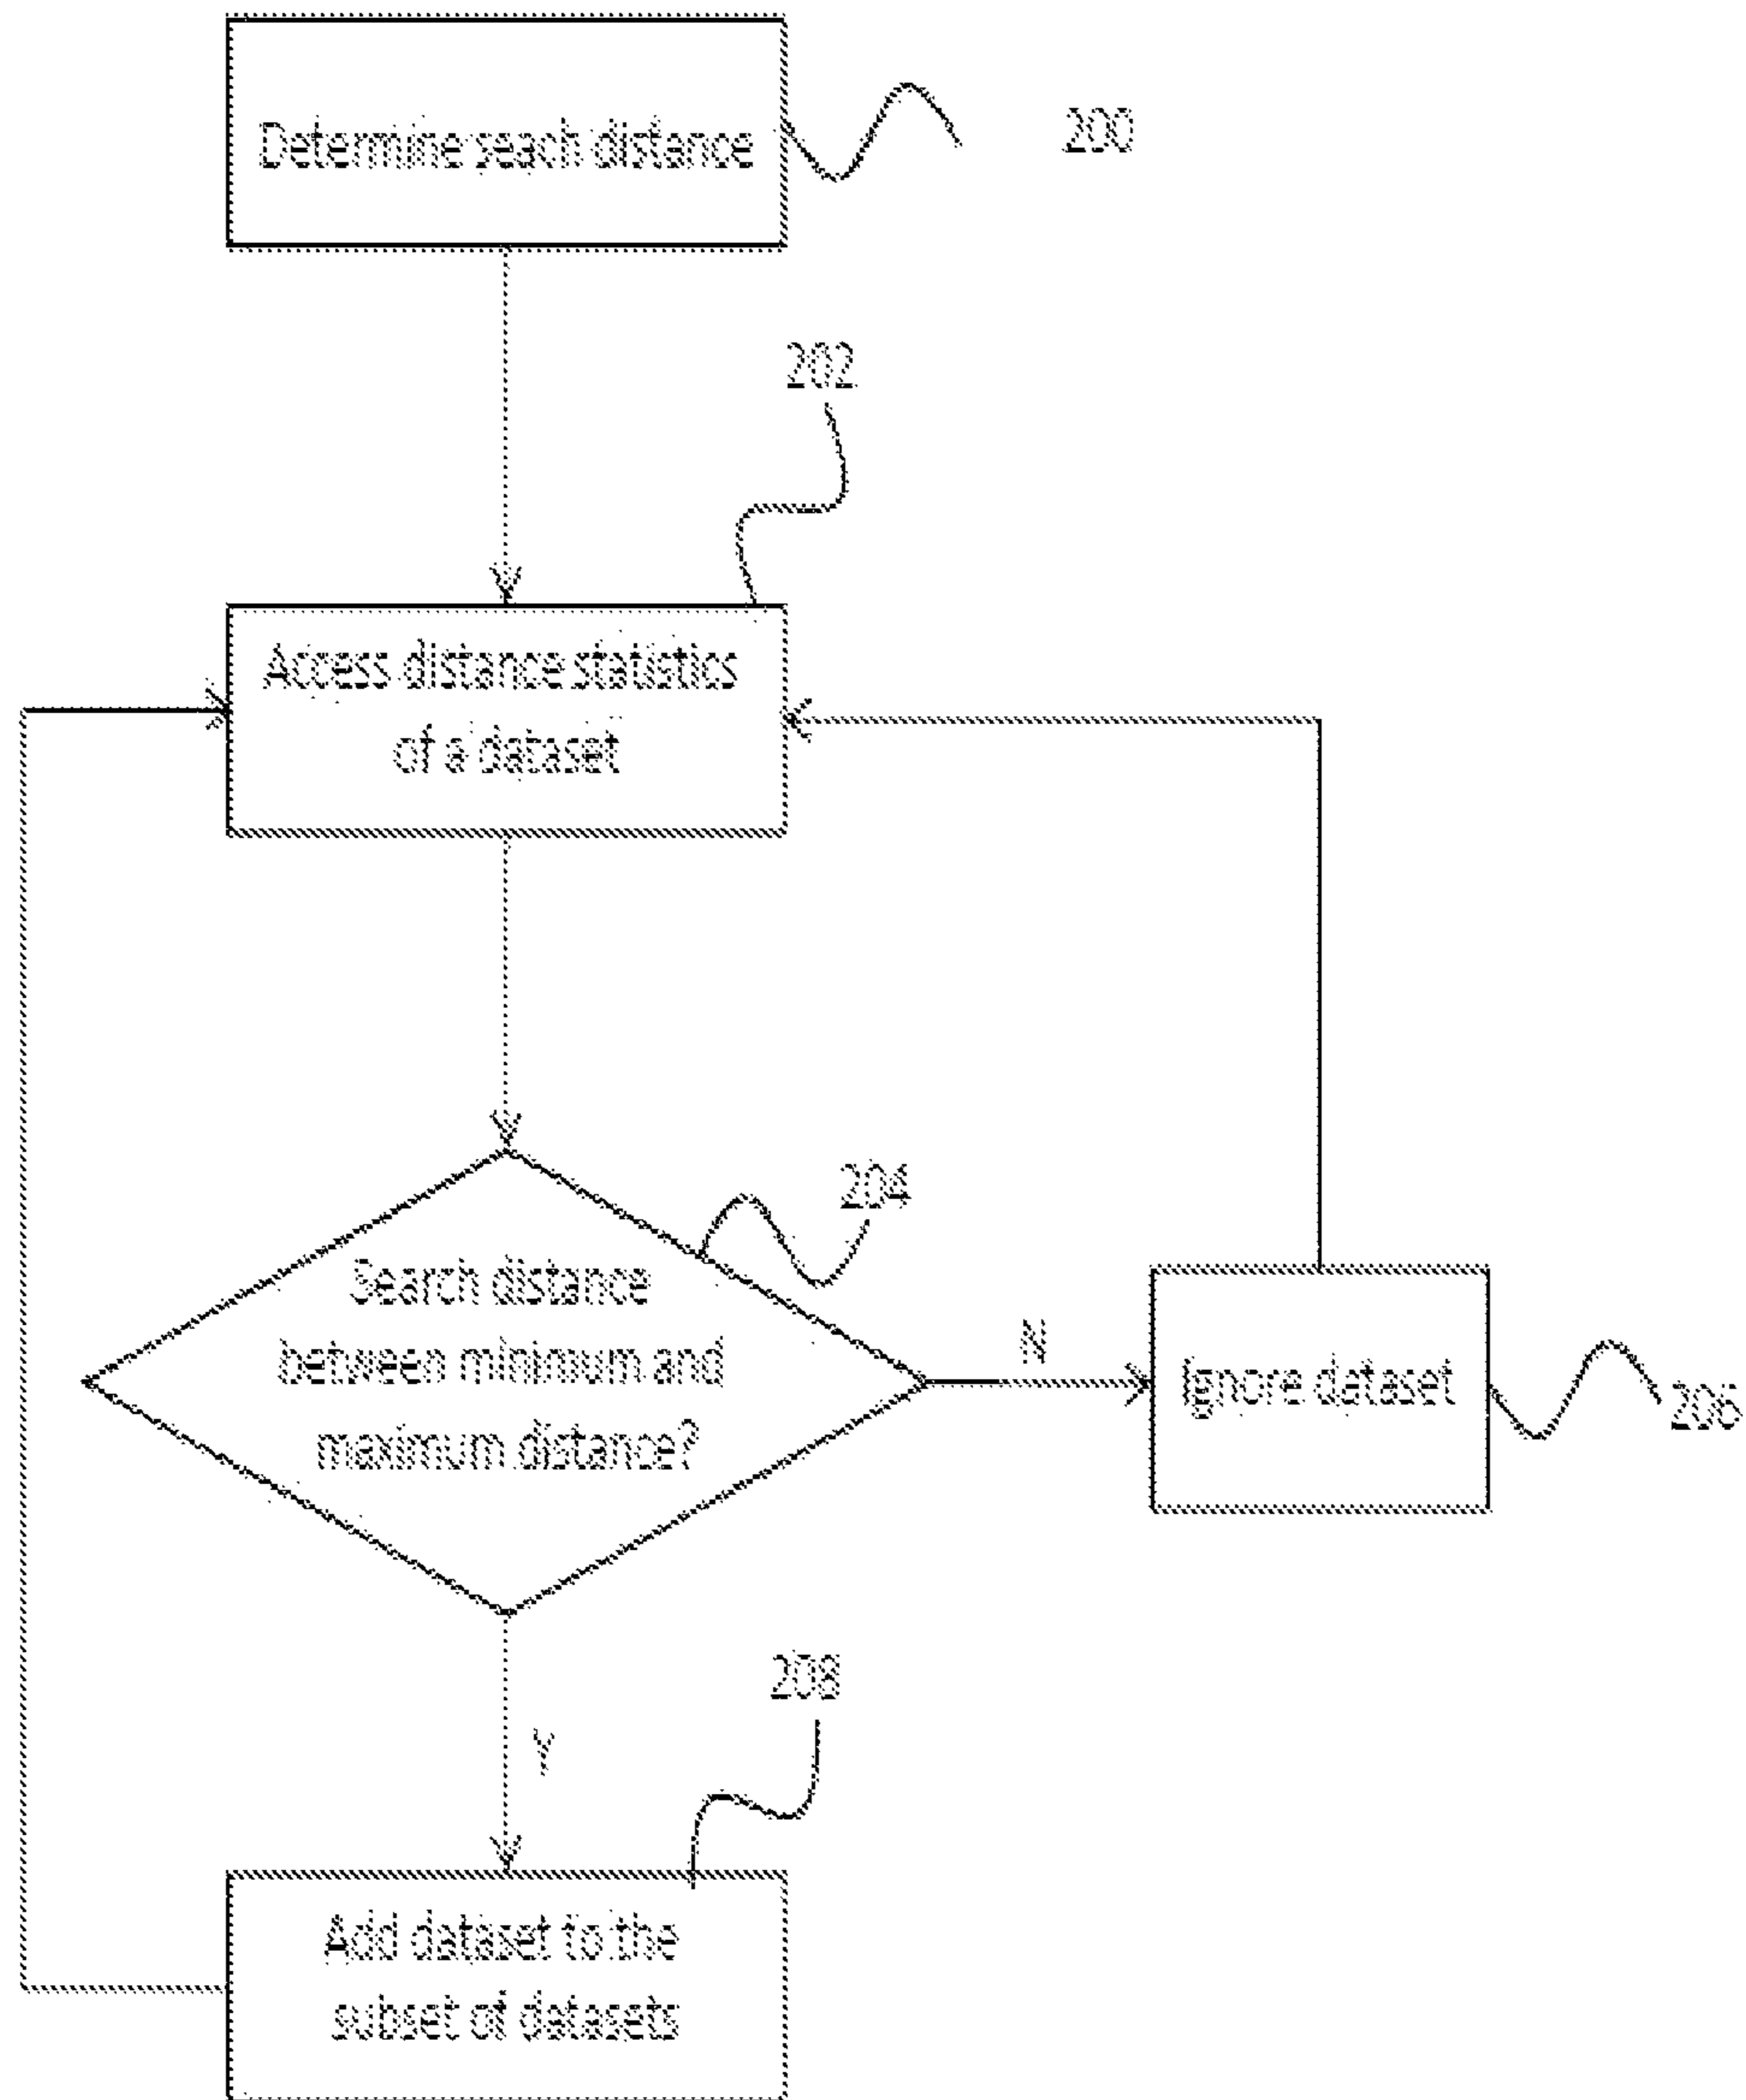 Determine seach distance
200
202
Access distance statistics
of a dataset
204
Search distance
between minimum and
maximum distance?
N
Ignore dataset
206
208
Y
Add dataset to the
subset of datasets